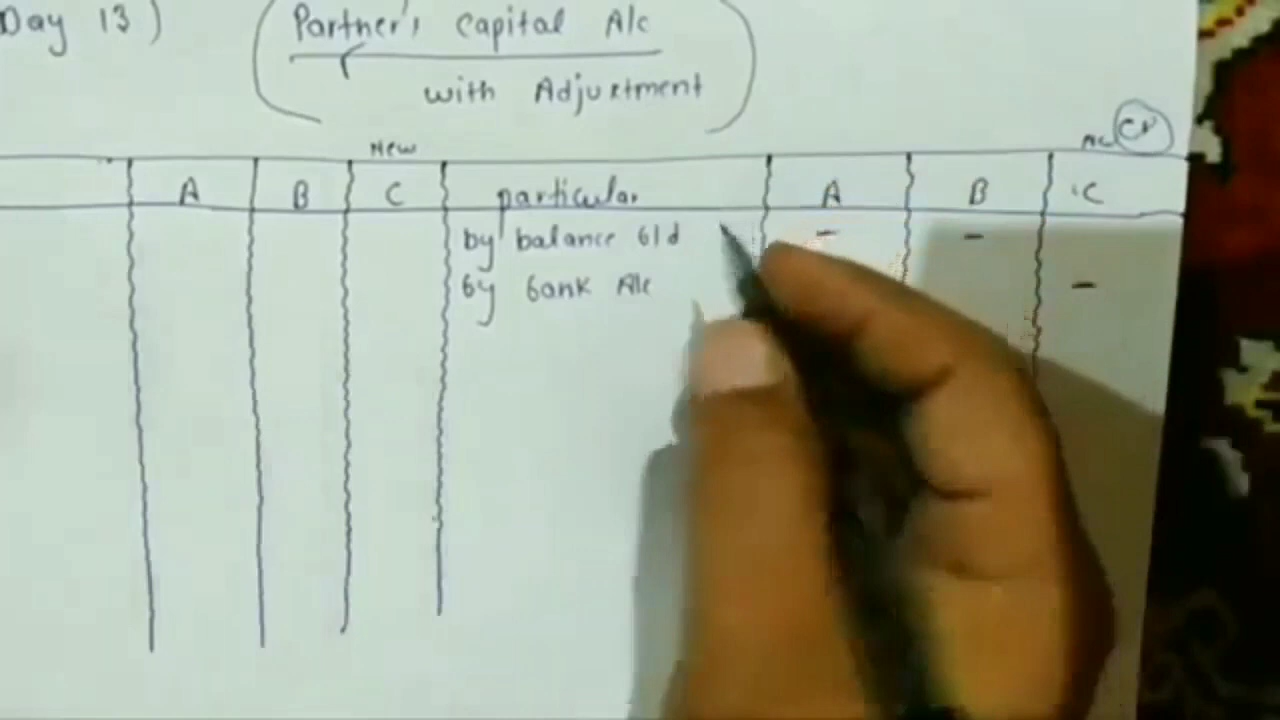 Day 13)
Partner's Capital A/c
with Adjustment
New
Cr
A B C particular A B C
by balance b/d - -
by bank A/c -